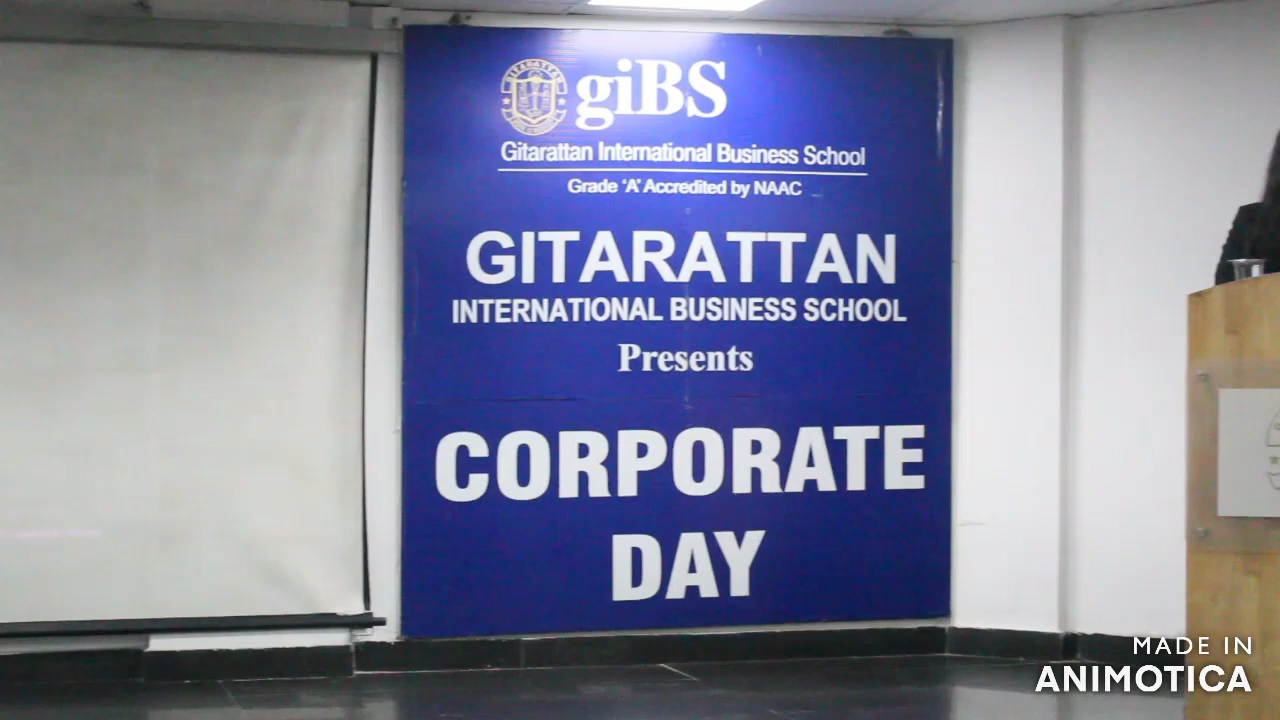 GITARATTAN
giBS
Gitarattan International Business School
Grade 'A' Accredited by NAAC
GITARATTAN
INTERNATIONAL BUSINESS SCHOOL
Presents
CORPORATE
DAY
MADE IN
ANIMOTICA